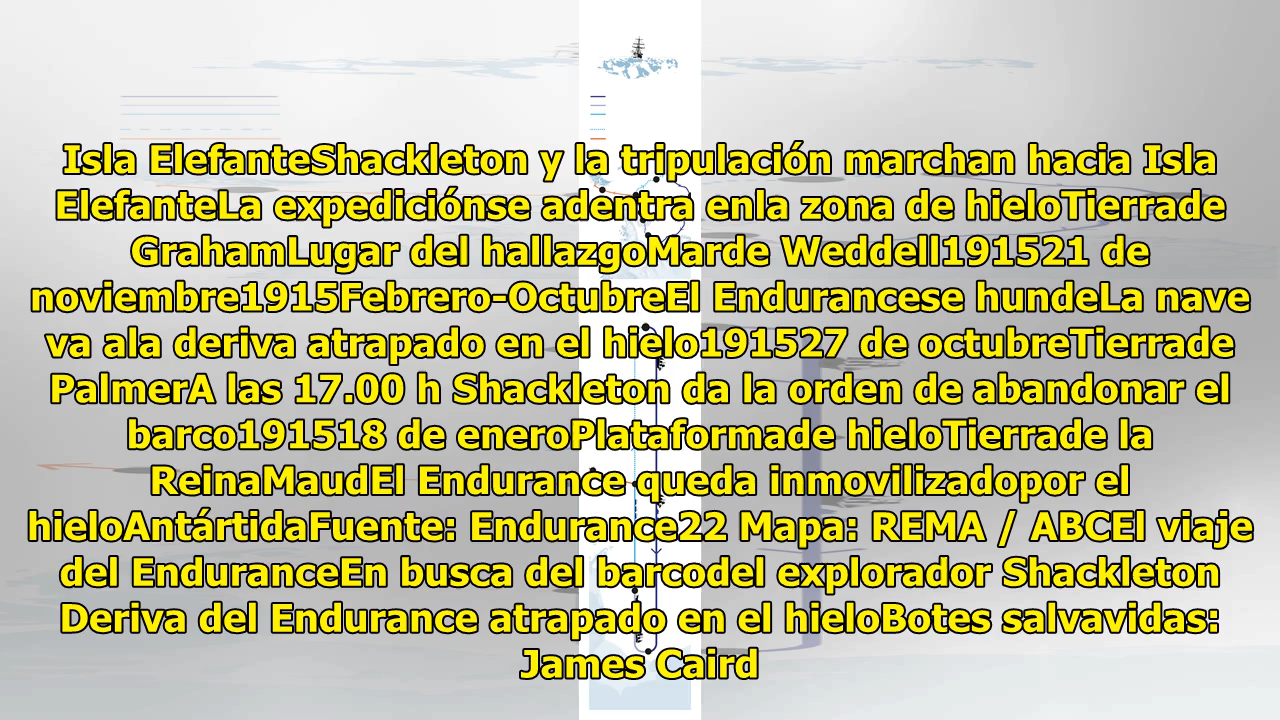 Isla ElefanteShackleton y la tripulación marchan hacia Isla
ElefanteLa expediciónse adentra enla zona de hieloTierrade
GrahamLugar del hallazgoMarde Weddell191521 de
noviembre1915Febrero-OctubreEl Endurancese hundeLa nave
va ala deriva atrapado en el hielo191527 de octubreTierrade
PalmerA las 17.00 h Shackleton da la orden de abandonar el
barco191518 de eneroPlataformade hieloTierrade la
ReinaMaudEl Endurance queda inmovilizadopor el
hieloAntártidaFuente: Endurance22 Mapa: REMA / ABCEl viaje
del EnduranceEn busca del barcodel explorador Shackleton
Deriva del Endurance atrapado en el hieloBotes salvavidas:
James Caird